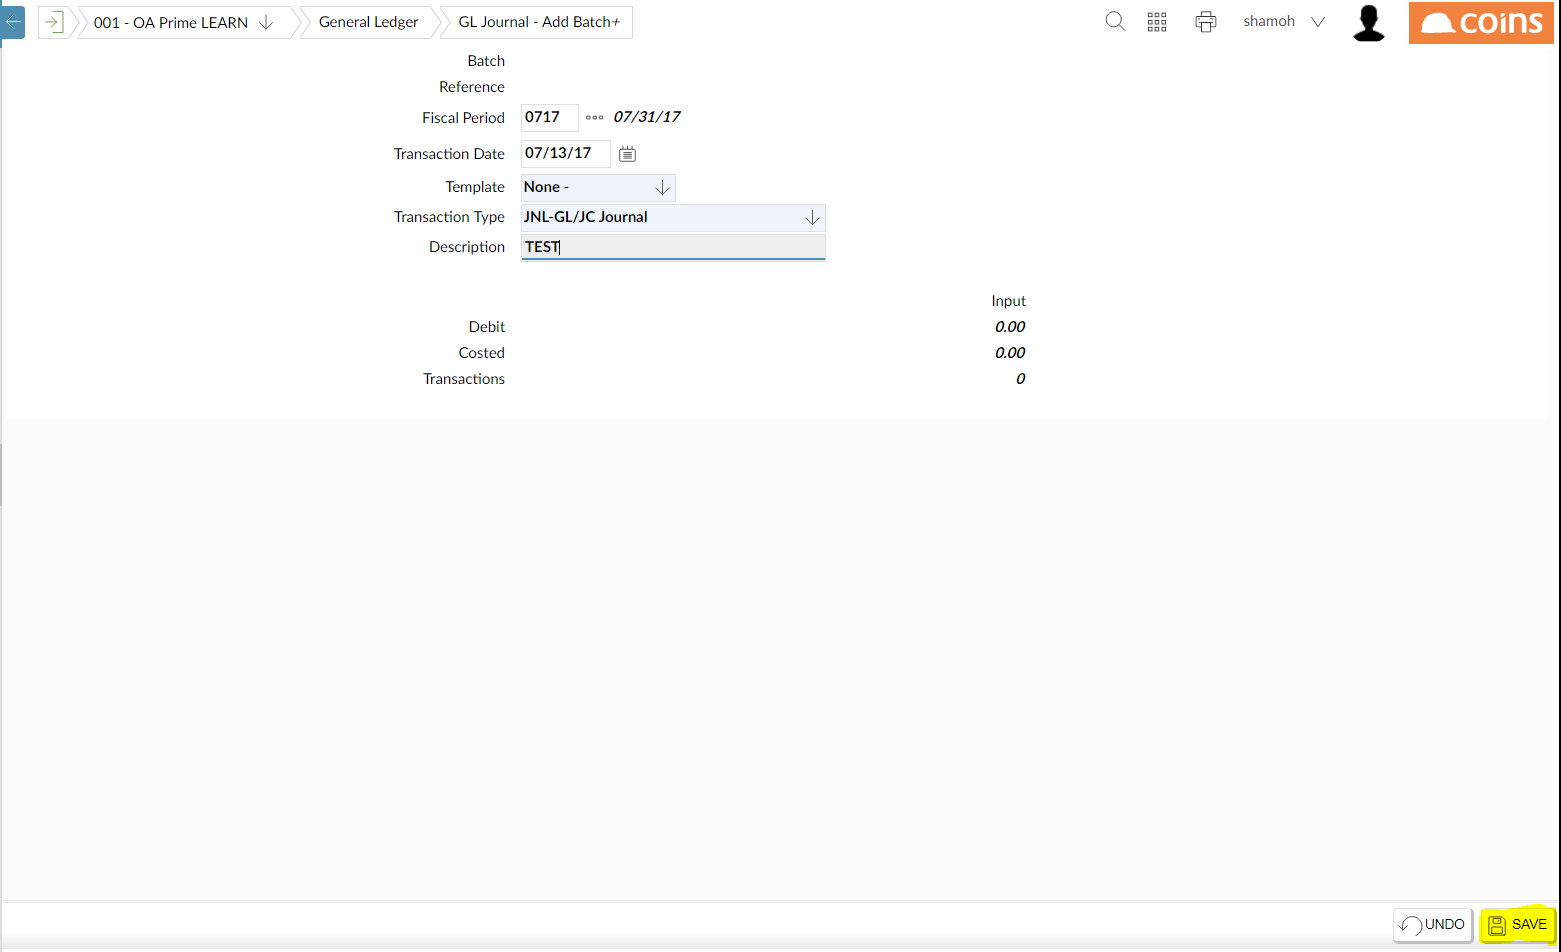 001 - OA Prime LEARN General Ledger GL Journal - Add Batch+ shamoh coins
Batch
Reference
Fiscal Period 0717 07/31/17
Transaction Date 07/13/17
Template None -
Transaction Type JNL-GL/JC Journal
Description TEST
Input
Debit 0.00
Costed 0.00
Transactions 0
UNDO SAVE